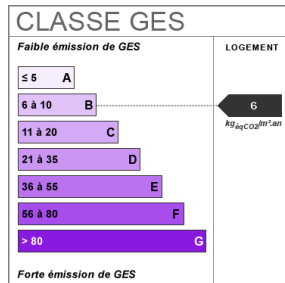 CLASSE GES
Faible émission de GES
LOGEMENT
≤ 5 A
6 à 10 B
6
kgéqCO2/m².an
11 à 20 C
21 à 35 D
36 à 55 E
56 à 80 F
> 80 G
Forte émission de GES